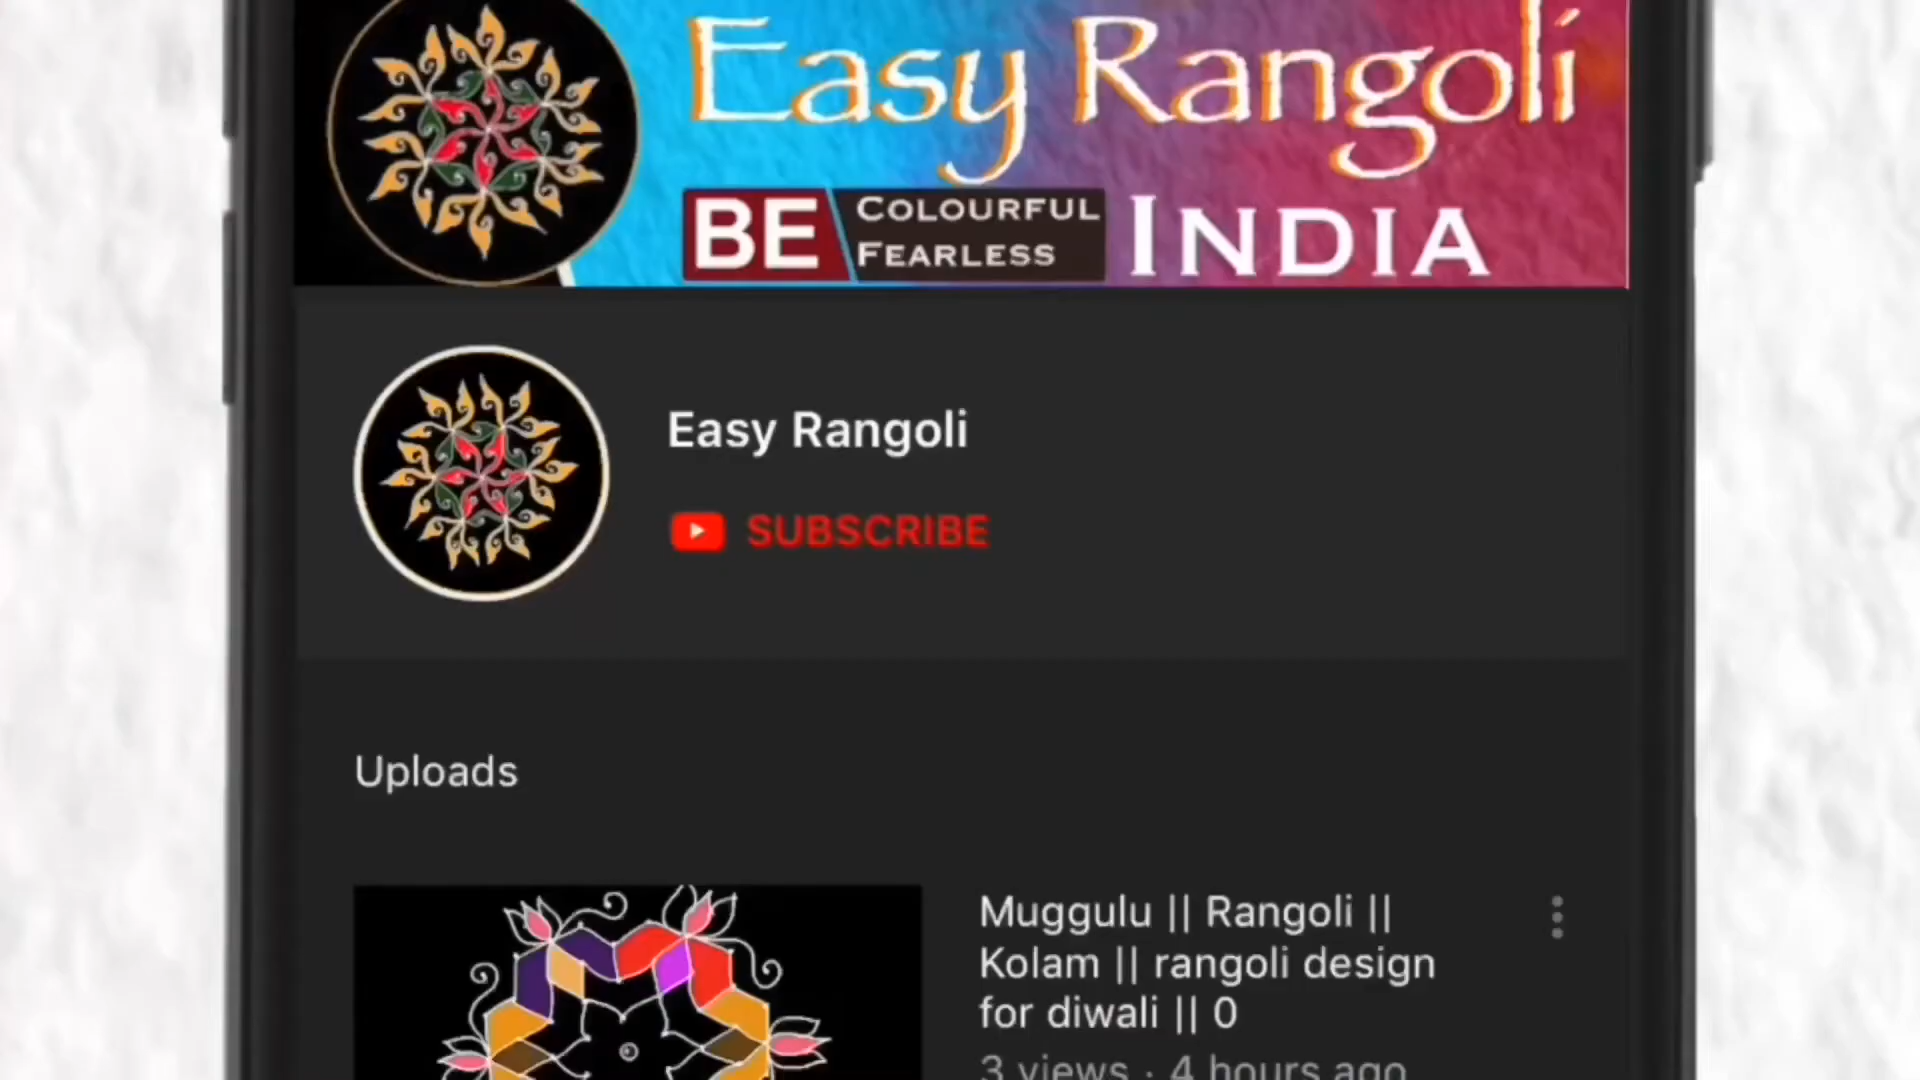 Easy Rangoli
BE COLOURFUL FEARLESS INDIA
Easy Rangoli
SUBSCRIBE
Uploads
Muggulu || Rangoli ||
Kolam || rangoli design
for diwali || 0
3 views · 4 hours ago